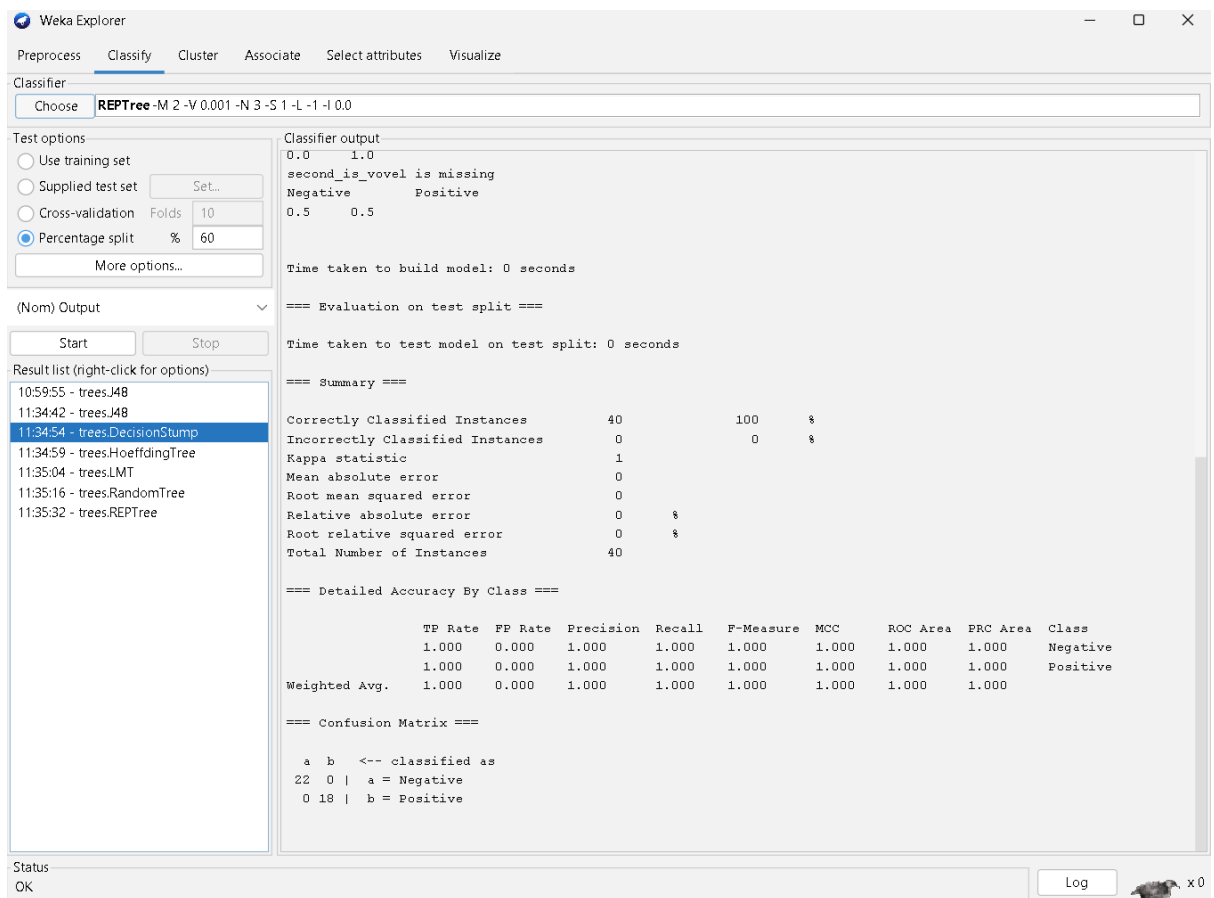 Weka Explorer
Preprocess Classify Cluster Associate Select attributes Visualize
Classifier
Choose REPTree -M 2 -V 0.001 -N 3 -S 1 -L -1 -I 0.0
Test options
Use training set
Supplied test set Set...
Cross-validation Folds 10
Percentage split % 60
More options...
(Nom) Output
Start Stop
Result list (right-click for options)
10:59:55 - trees.J48
11:34:42 - trees.J48
11:34:54 - trees.DecisionStump
11:34:59 - trees.HoeffdingTree
11:35:04 - trees.LMT
11:35:16 - trees.RandomTree
11:35:32 - trees.REPTree
Classifier output
0.0 1.0
second_is_vovel is missing
Negative Positive
0.5 0.5
Time taken to build model: 0 seconds
=== Evaluation on test split ===
Time taken to test model on test split: 0 seconds
=== Summary ===
Correctly Classified Instances 40 100 %
Incorrectly Classified Instances 0 0 %
Kappa statistic 1
Mean absolute error 0
Root mean squared error 0
Relative absolute error 0 %
Root relative squared error 0 %
Total Number of Instances 40
=== Detailed Accuracy By Class ===
TP Rate FP Rate Precision Recall F-Measure MCC ROC Area PRC Area Class
1.000 0.000 1.000 1.000 1.000 1.000 1.000 1.000 Negative
1.000 0.000 1.000 1.000 1.000 1.000 1.000 1.000 Positive
Weighted Avg. 1.000 0.000 1.000 1.000 1.000 1.000 1.000 1.000
=== Confusion Matrix ===
a b <-- classified as
22 0 | a = Negative
0 18 | b = Positive
Status
OK
Log x 0